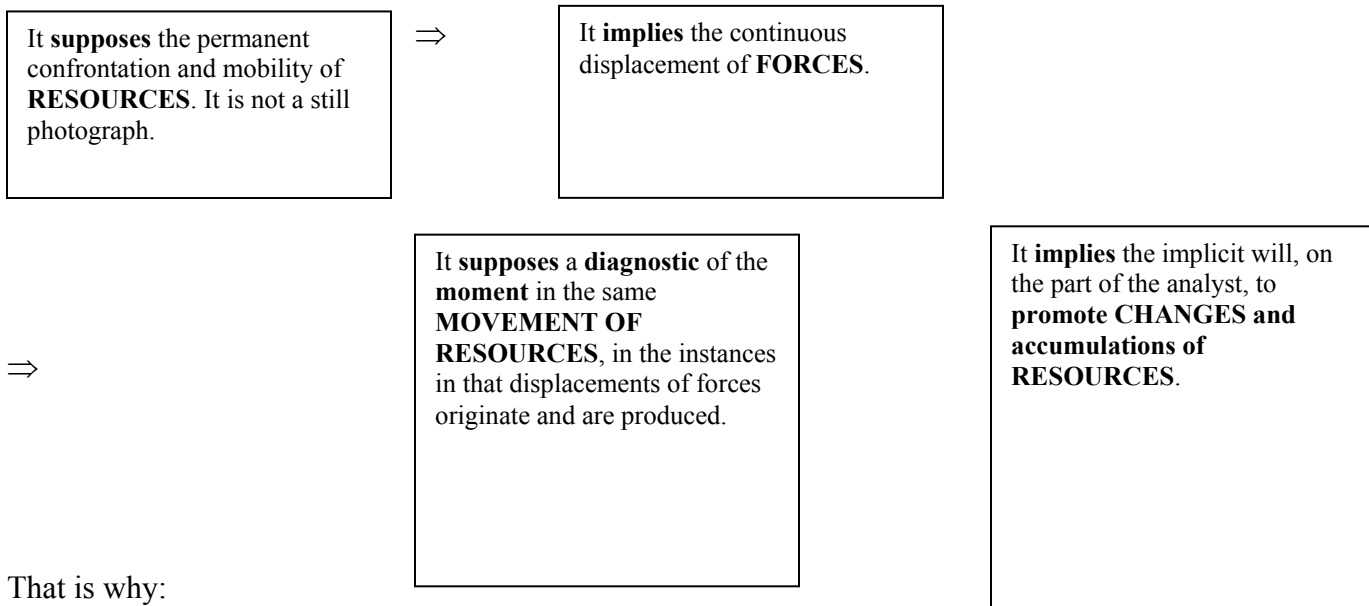 It supposes the permanent
confrontation and mobility of
RESOURCES. It is not a still
photograph.
⇒
It implies the continuous
displacement of FORCES.
⇒
It supposes a diagnostic of the
moment in the same
MOVEMENT OF
RESOURCES, in the instances
in that displacements of forces
originate and are produced.
It implies the implicit will, on
the part of the analyst, to
promote CHANGES and
accumulations of
RESOURCES.
That is why: